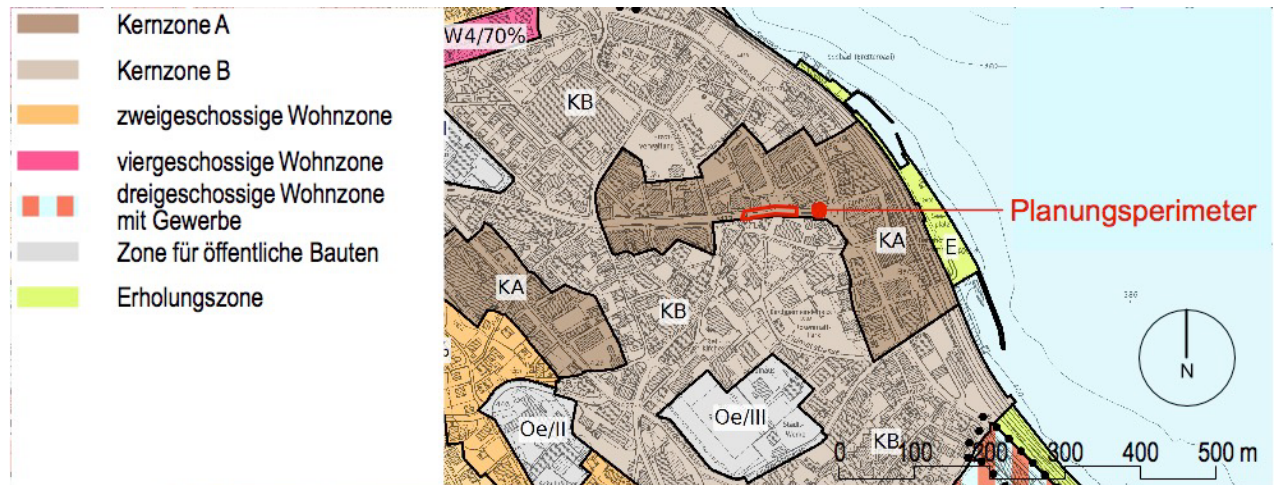 Kernzone A
Kernzone B
zweigeschossige Wohnzone
viergeschossige Wohnzone
dreigeschossige Wohnzone
mit Gewerbe
Zone für öffentliche Bauten
Erholungszone
W4/70%
KB
KA
E
Planungsperimeter
KA
KB
Oe/III
Oe/II
KB
N
0 100 200 300 400 500 m